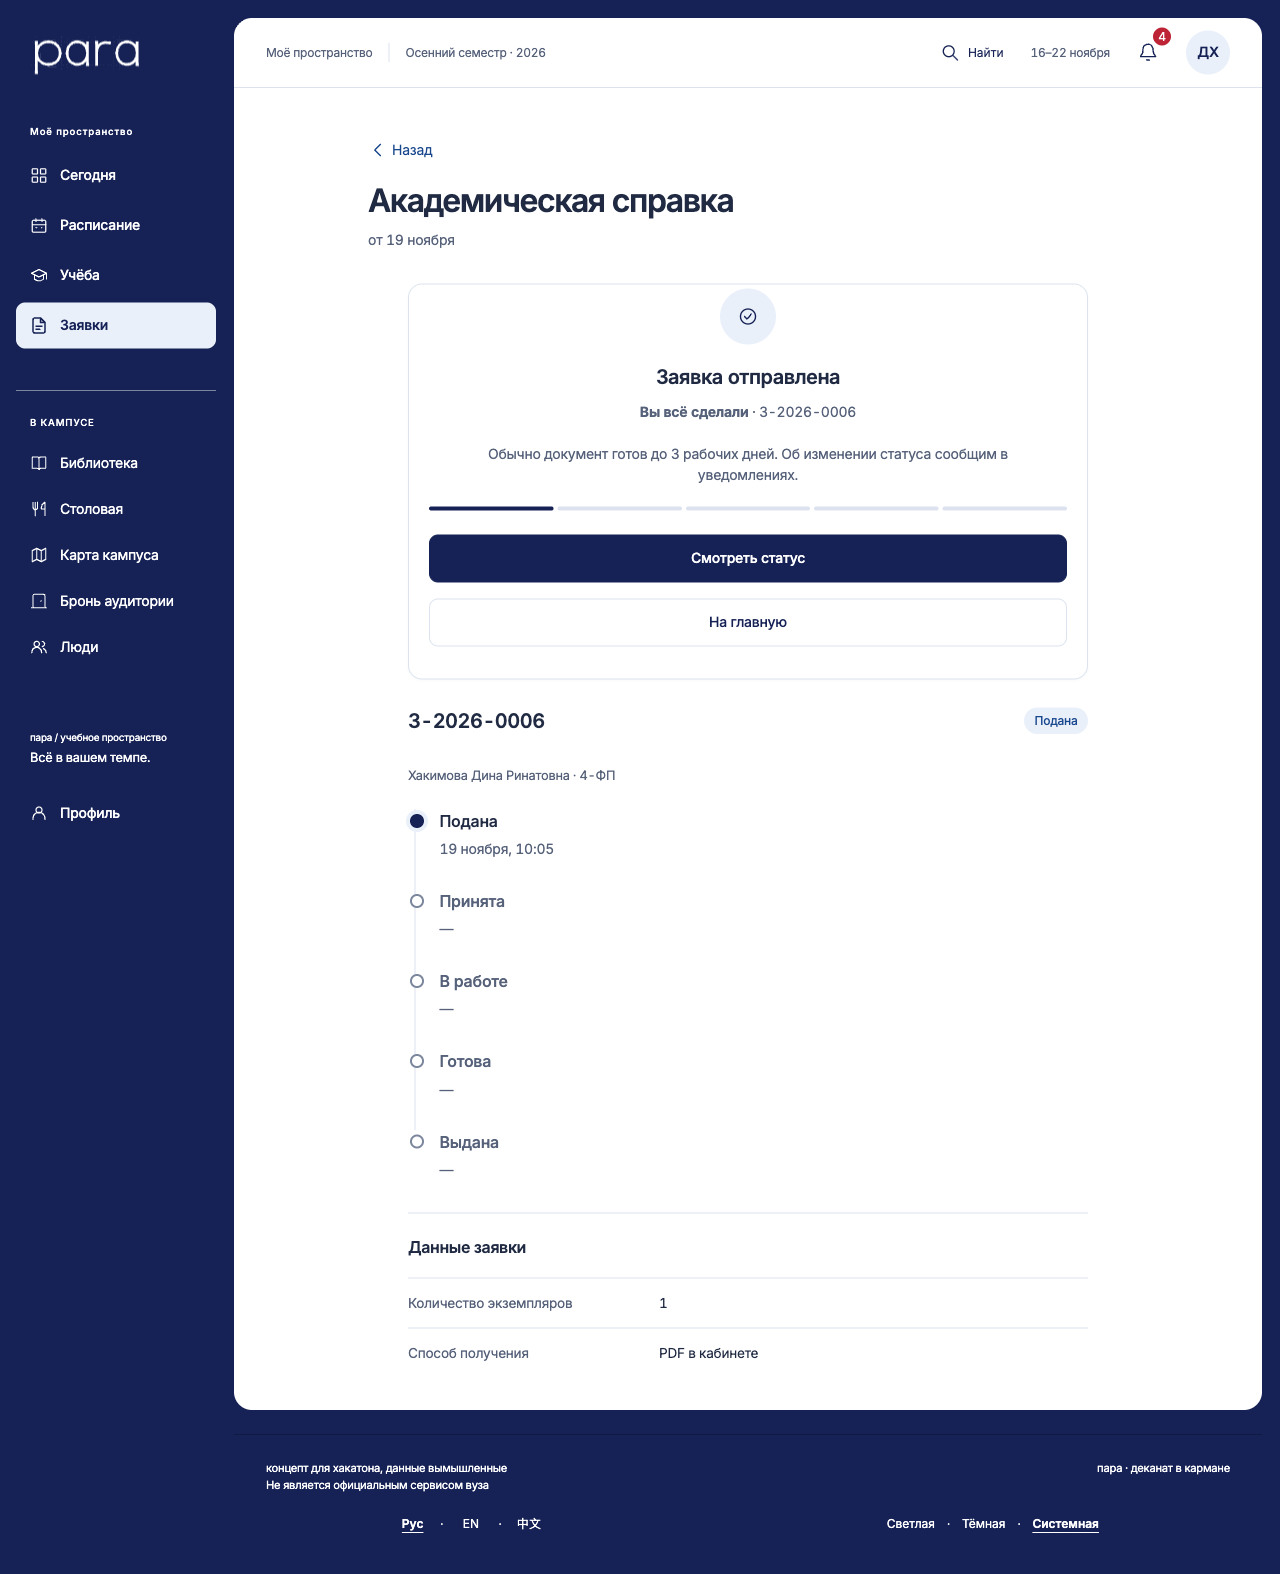 para
Моё пространство
Сегодня
Расписание
Учёба
Заявки
В КАМПУСЕ
Библиотека
Столовая
Карта кампуса
Бронь аудитории
Люди
пара / учебное пространство
Всё в вашем темпе.
Профиль
Моё пространство
Осенний семестр · 2026
Найти
16–22 ноября
4
ДХ
Назад
Академическая справка
от 19 ноября
Заявка отправлена
Вы всё сделали · З-2026-0006
Обычно документ готов до 3 рабочих дней. Об изменении статуса сообщим в
уведомлениях.
Смотреть статус
На главную
З-2026-0006
Подана
Хакимова Дина Ринатовна · 4-ФП
Подана
19 ноября, 10:05
Принята
—
В работе
—
Готова
—
Выдана
—
Данные заявки
Количество экземпляров
1
Способ получения
PDF в кабинете
концепт для хакатона, данные вымышленные
Не является официальным сервисом вуза
пара · деканат в кармане
Рус · EN · 中文
Светлая · Тёмная · Системная